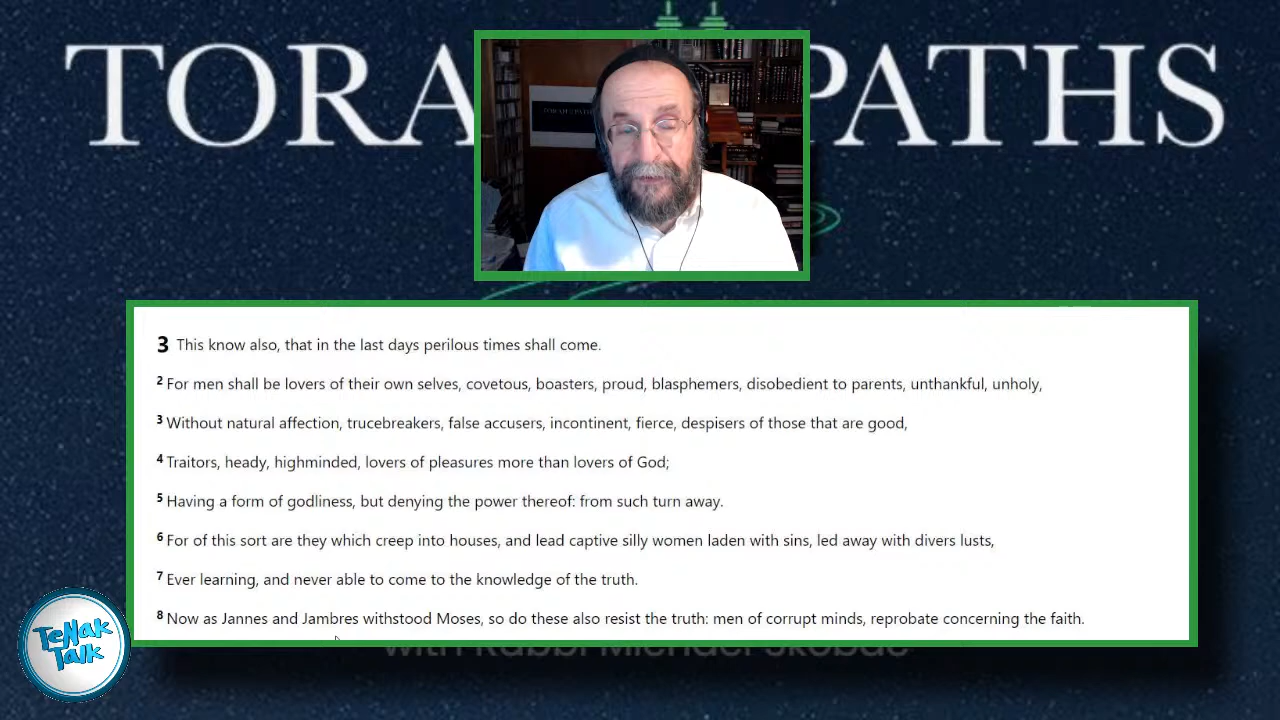 TORA PATHS
3 This know also, that in the last days perilous times shall come.
2 For men shall be lovers of their own selves, covetous, boasters, proud, blasphemers, disobedient to parents, unthankful, unholy,
3 Without natural affection, trucebreakers, false accusers, incontinent, fierce, despisers of those that are good,
4 Traitors, heady, highminded, lovers of pleasures more than lovers of God;
5 Having a form of godliness, but denying the power thereof: from such turn away.
6 For of this sort are they which creep into houses, and lead captive silly women laden with sins, led away with divers lusts,
7 Ever learning, and never able to come to the knowledge of the truth.
8 Now as Jannes and Jambres withstood Moses, so do these also resist the truth: men of corrupt minds, reprobate concerning the faith.
with Rabbi Michael Skobac
TeNaK
Talk